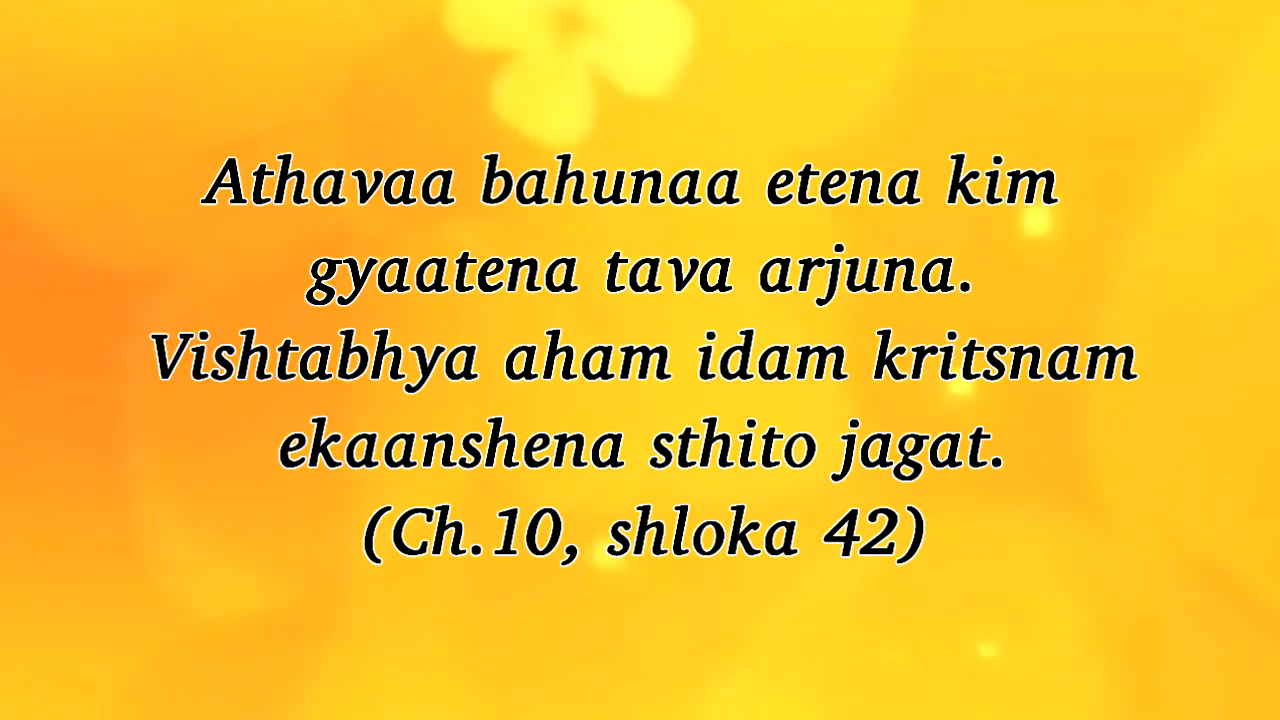 Athavaa bahunaa etena kim
gyaatena tava arjuna.
Vishtabhya aham idam kritsnam
ekaanshena sthito jagat.
(Ch.10, shloka 42)